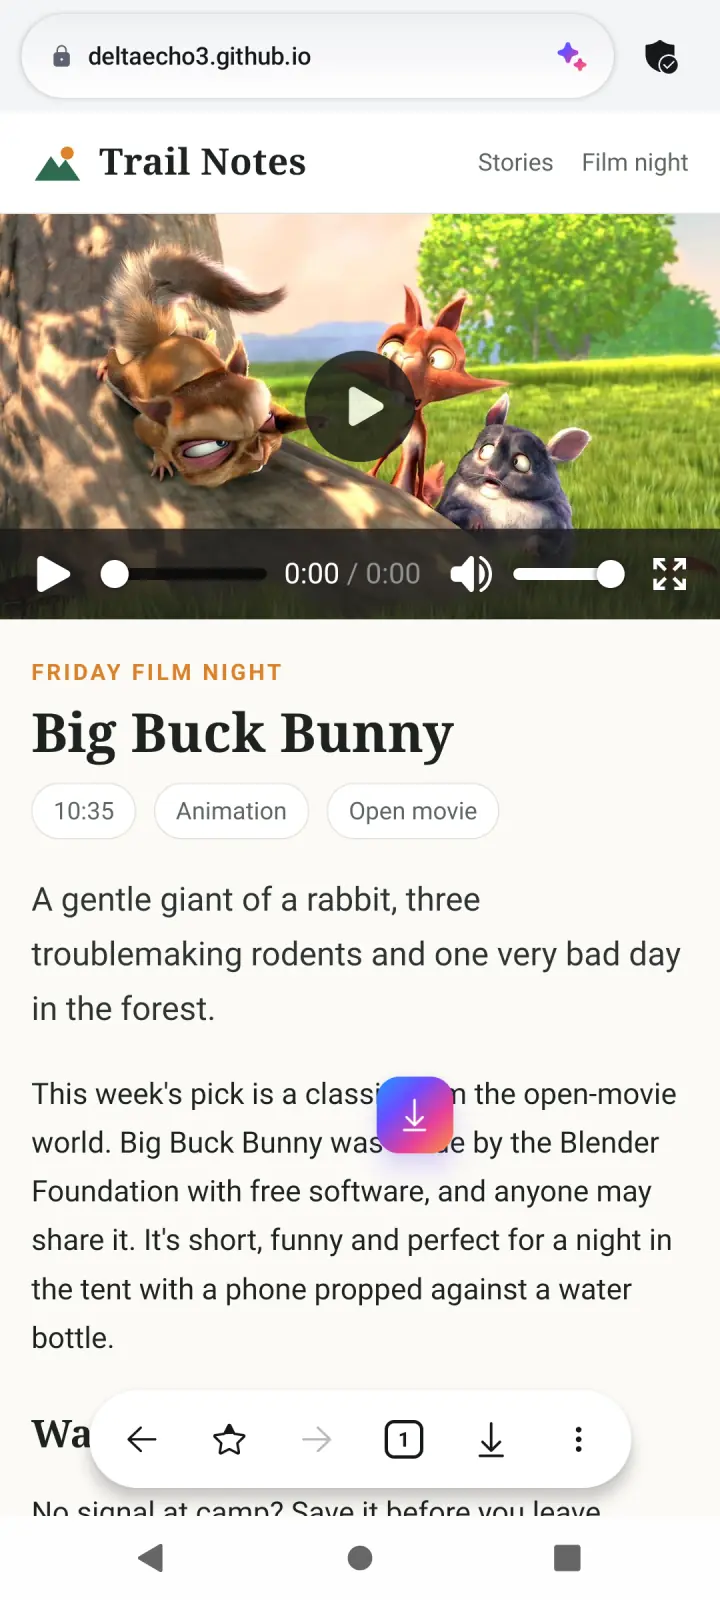 deltaecho3.github.io
Trail Notes
Stories
Film night
0:00 / 0:00
FRIDAY FILM NIGHT
Big Buck Bunny
10:35
Animation
Open movie
A gentle giant of a rabbit, three
troublemaking rodents and one very bad day
in the forest.
This week's pick is a classi m the open-movie
world. Big Buck Bunny was e by the Blender
Foundation with free software, and anyone may
share it. It's short, funny and perfect for a night in
the tent with a phone propped against a water
bottle.
Wa
1
No signal at camp? Save it before you leave